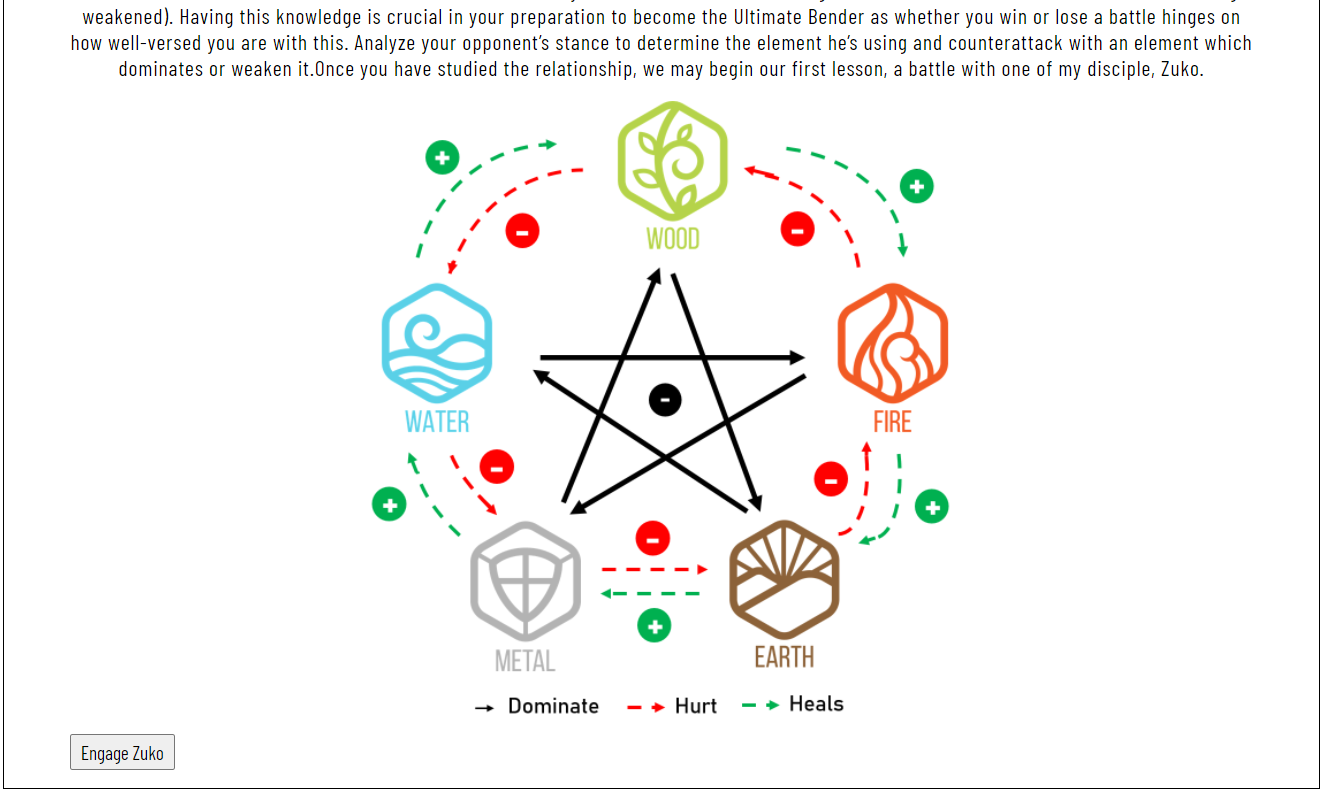 weakened). Having this knowledge is crucial in your preparation to become the Ultimate Bender as whether you win or lose a battle hinges on
how well-versed you are with this. Analyze your opponent's stance to determine the element he's using and counterattack with an element which
dominates or weaken it.Once you have studied the relationship, we may begin our first lesson, a battle with one of my disciple, Zuko.
+
+
-
-
WOOD
-
WATER
FIRE
-
-
+
+
-
+
METAL
EARTH
Dominate
Hurt
Heals
Engage Zuko